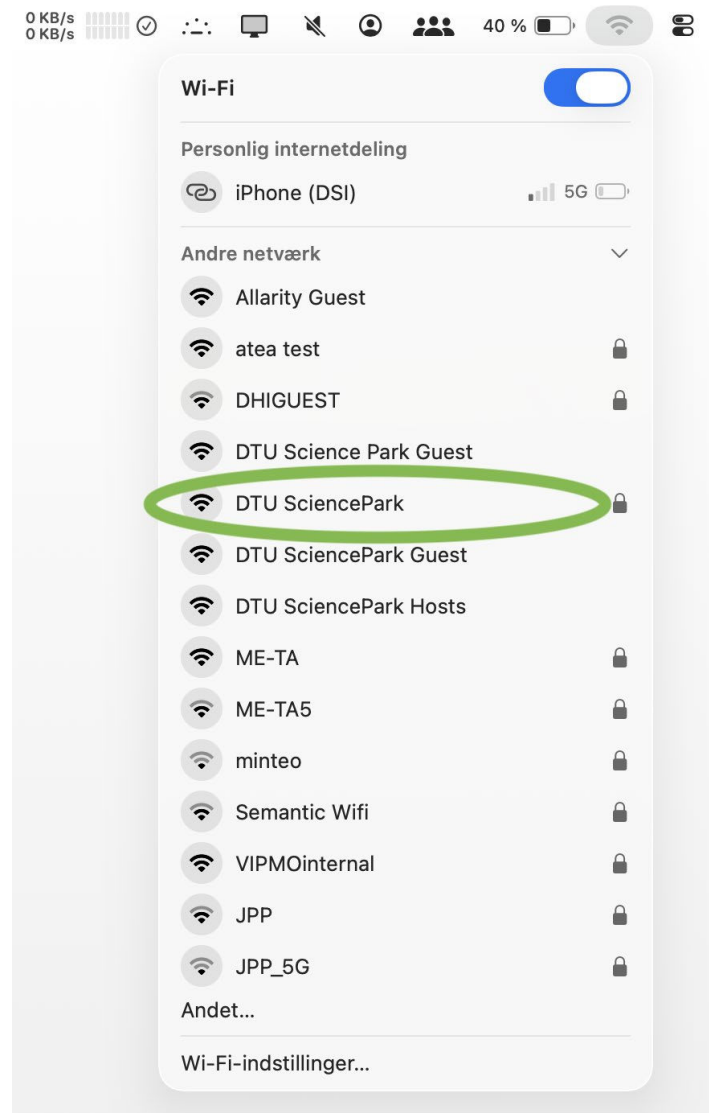 0 KB/s
0 KB/s
40 %
Wi-Fi
Personlig internetdeling
iPhone (DSI)
5G
Andre netværk
Allarity Guest
atea test
DHIGUEST
DTU Science Park Guest
DTU SciencePark
DTU SciencePark Guest
DTU SciencePark Hosts
ME-TA
ME-TA5
minteo
Semantic Wifi
VIPMOinternal
JPP
JPP_5G
Andet...
Wi-Fi-indstillinger...